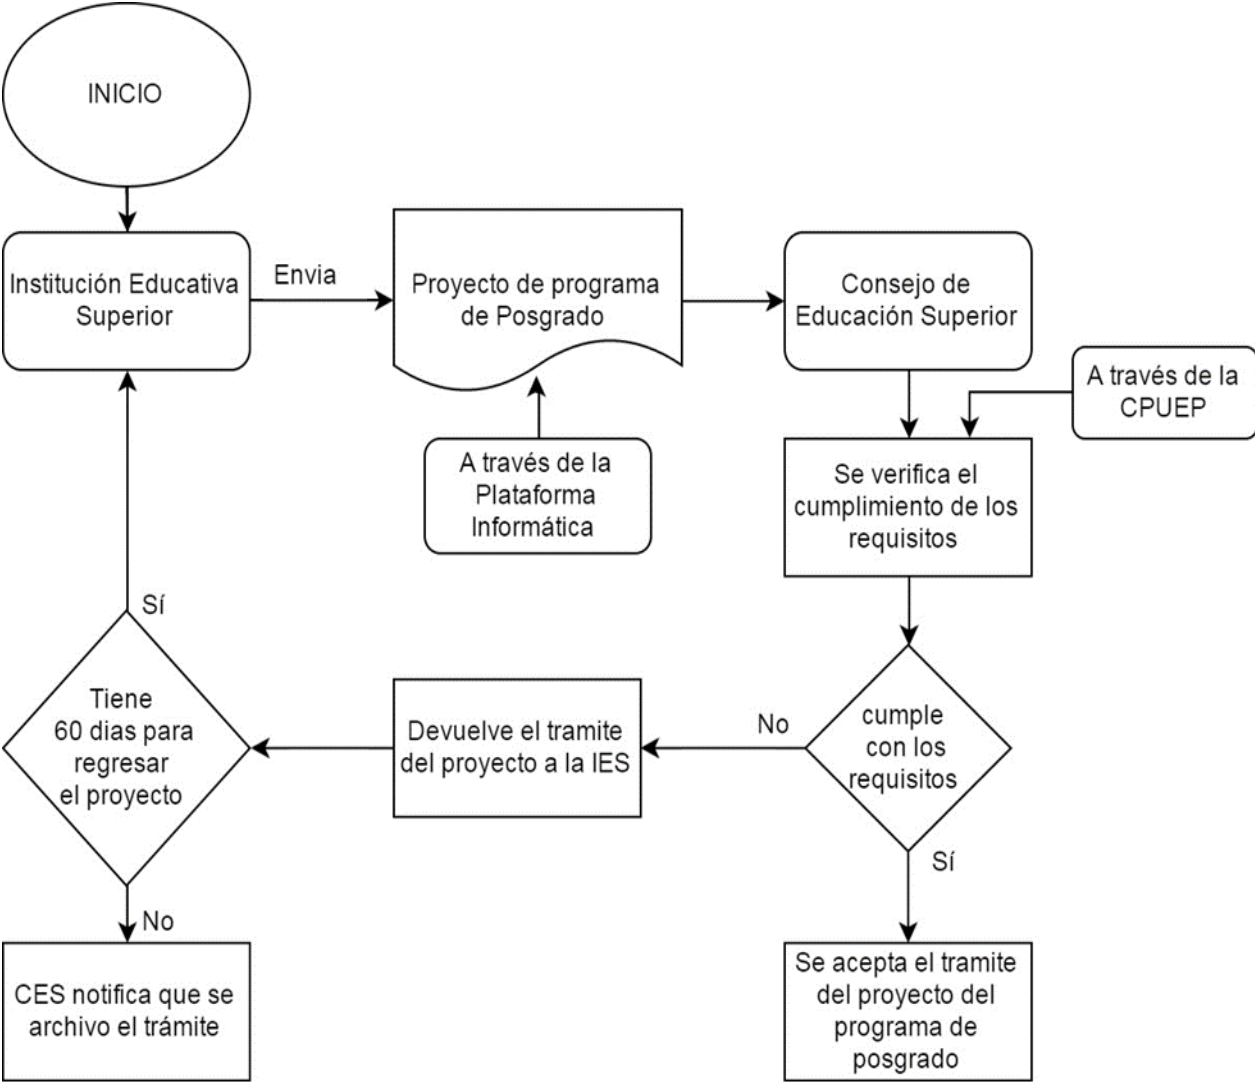 INICIO
Institución Educativa
Superior
Envia
Proyecto de programa
de Posgrado
Consejo de
Educación Superior
A través de la
CPUEP
A través de la
Plataforma
Informática
Se verifica el
cumplimiento de los
requisitos
cumple
con los
requisitos
No
Sí
Devuelve el tramite
del proyecto a la IES
Tiene
60 dias para
regresar
el proyecto
Sí
No
CES notifica que se
archivo el trámite
Se acepta el tramite
del proyecto del
programa de
posgrado